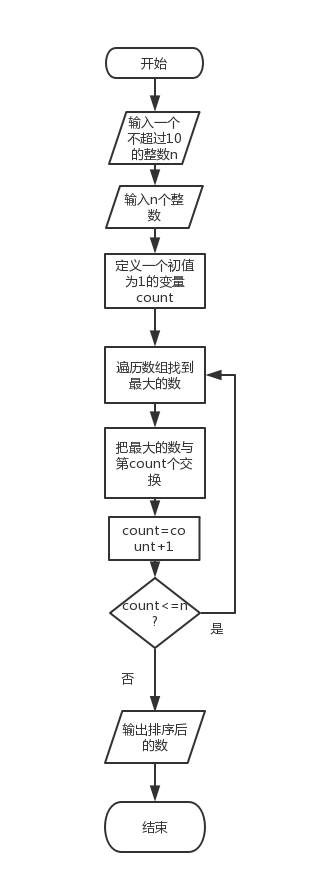 开始
输入一个
不超过10
的整数n
输入n个整
数
定义一个初值
为1的变量
count
遍历数组找到
最大的数
把最大的数与
第count个交
换
count=co
unt+1
count<=n
?
是
否
输出排序后
的数
结束